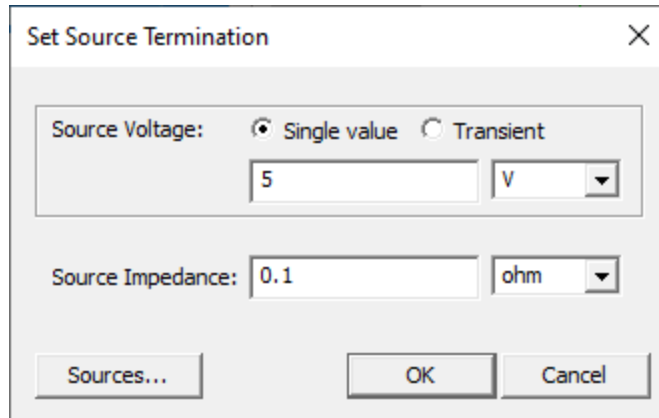 Set Source Termination
Source Voltage: Single value Transient
5 V
Source Impedance: 0.1 ohm
Sources... OK Cancel